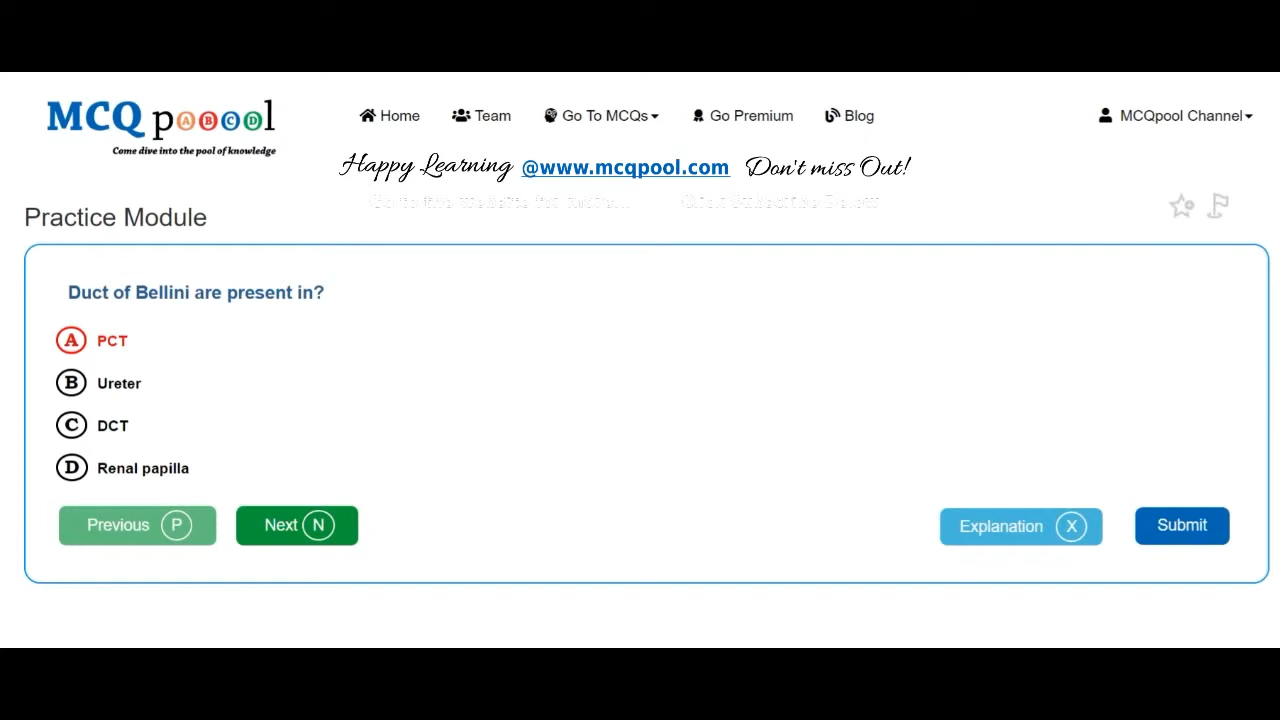 MCQ pooool
Come dive into the pool of knowledge
Home Team Go To MCQs Go Premium Blog MCQpool Channel
Happy Learning @www.mcqpool.com Don't miss Out!
Practice Module
Duct of Bellini are present in?
A PCT
B Ureter
C DCT
D Renal papilla
Previous P Next N Explanation X Submit